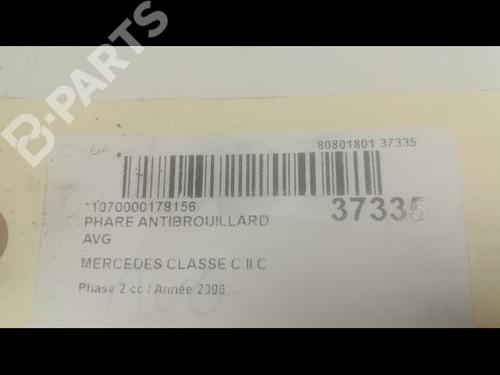 B-PARTS
80801801 37335
*1070000178156
37335
PHARE ANTIBROUILLARD
AVG
MERCEDES CLASSE C II C
Phase 2 cc / Année 2006